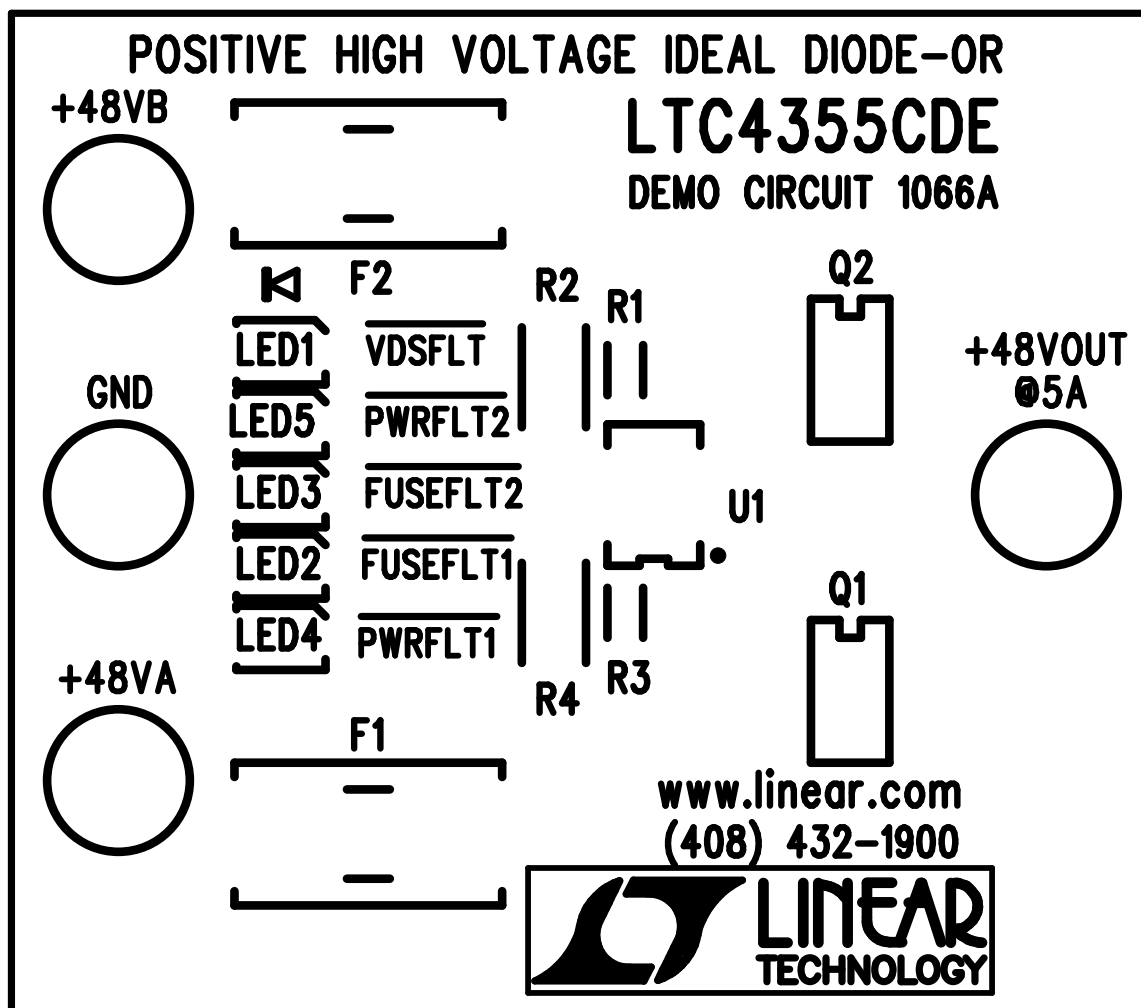 POSITIVE HIGH VOLTAGE IDEAL DIODE-OR
+48VB
LTC4355CDE
DEMO CIRCUIT 1066A
F2
R2
R1
Q2
LED1
VDSFLT
+48VOUT
@5A
GND
LED5
PWRFLT2
LED3
FUSEFLT2
U1
LED2
FUSEFLT1
Q1
LED4
PWRFLT1
+48VA
R4
R3
F1
www.linear.com
(408) 432-1900
LINEAR
TECHNOLOGY